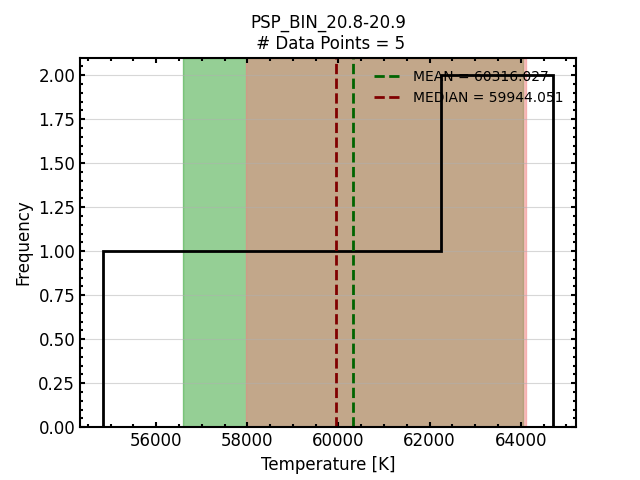 PSP_BIN_20.8-20.9
# Data Points = 5
MEAN = 60316.027
MEDIAN = 59944.051
2.00
1.75
1.50
1.25
1.00
0.75
0.50
0.25
0.00
Frequency
56000 58000 60000 62000 64000
Temperature [K]